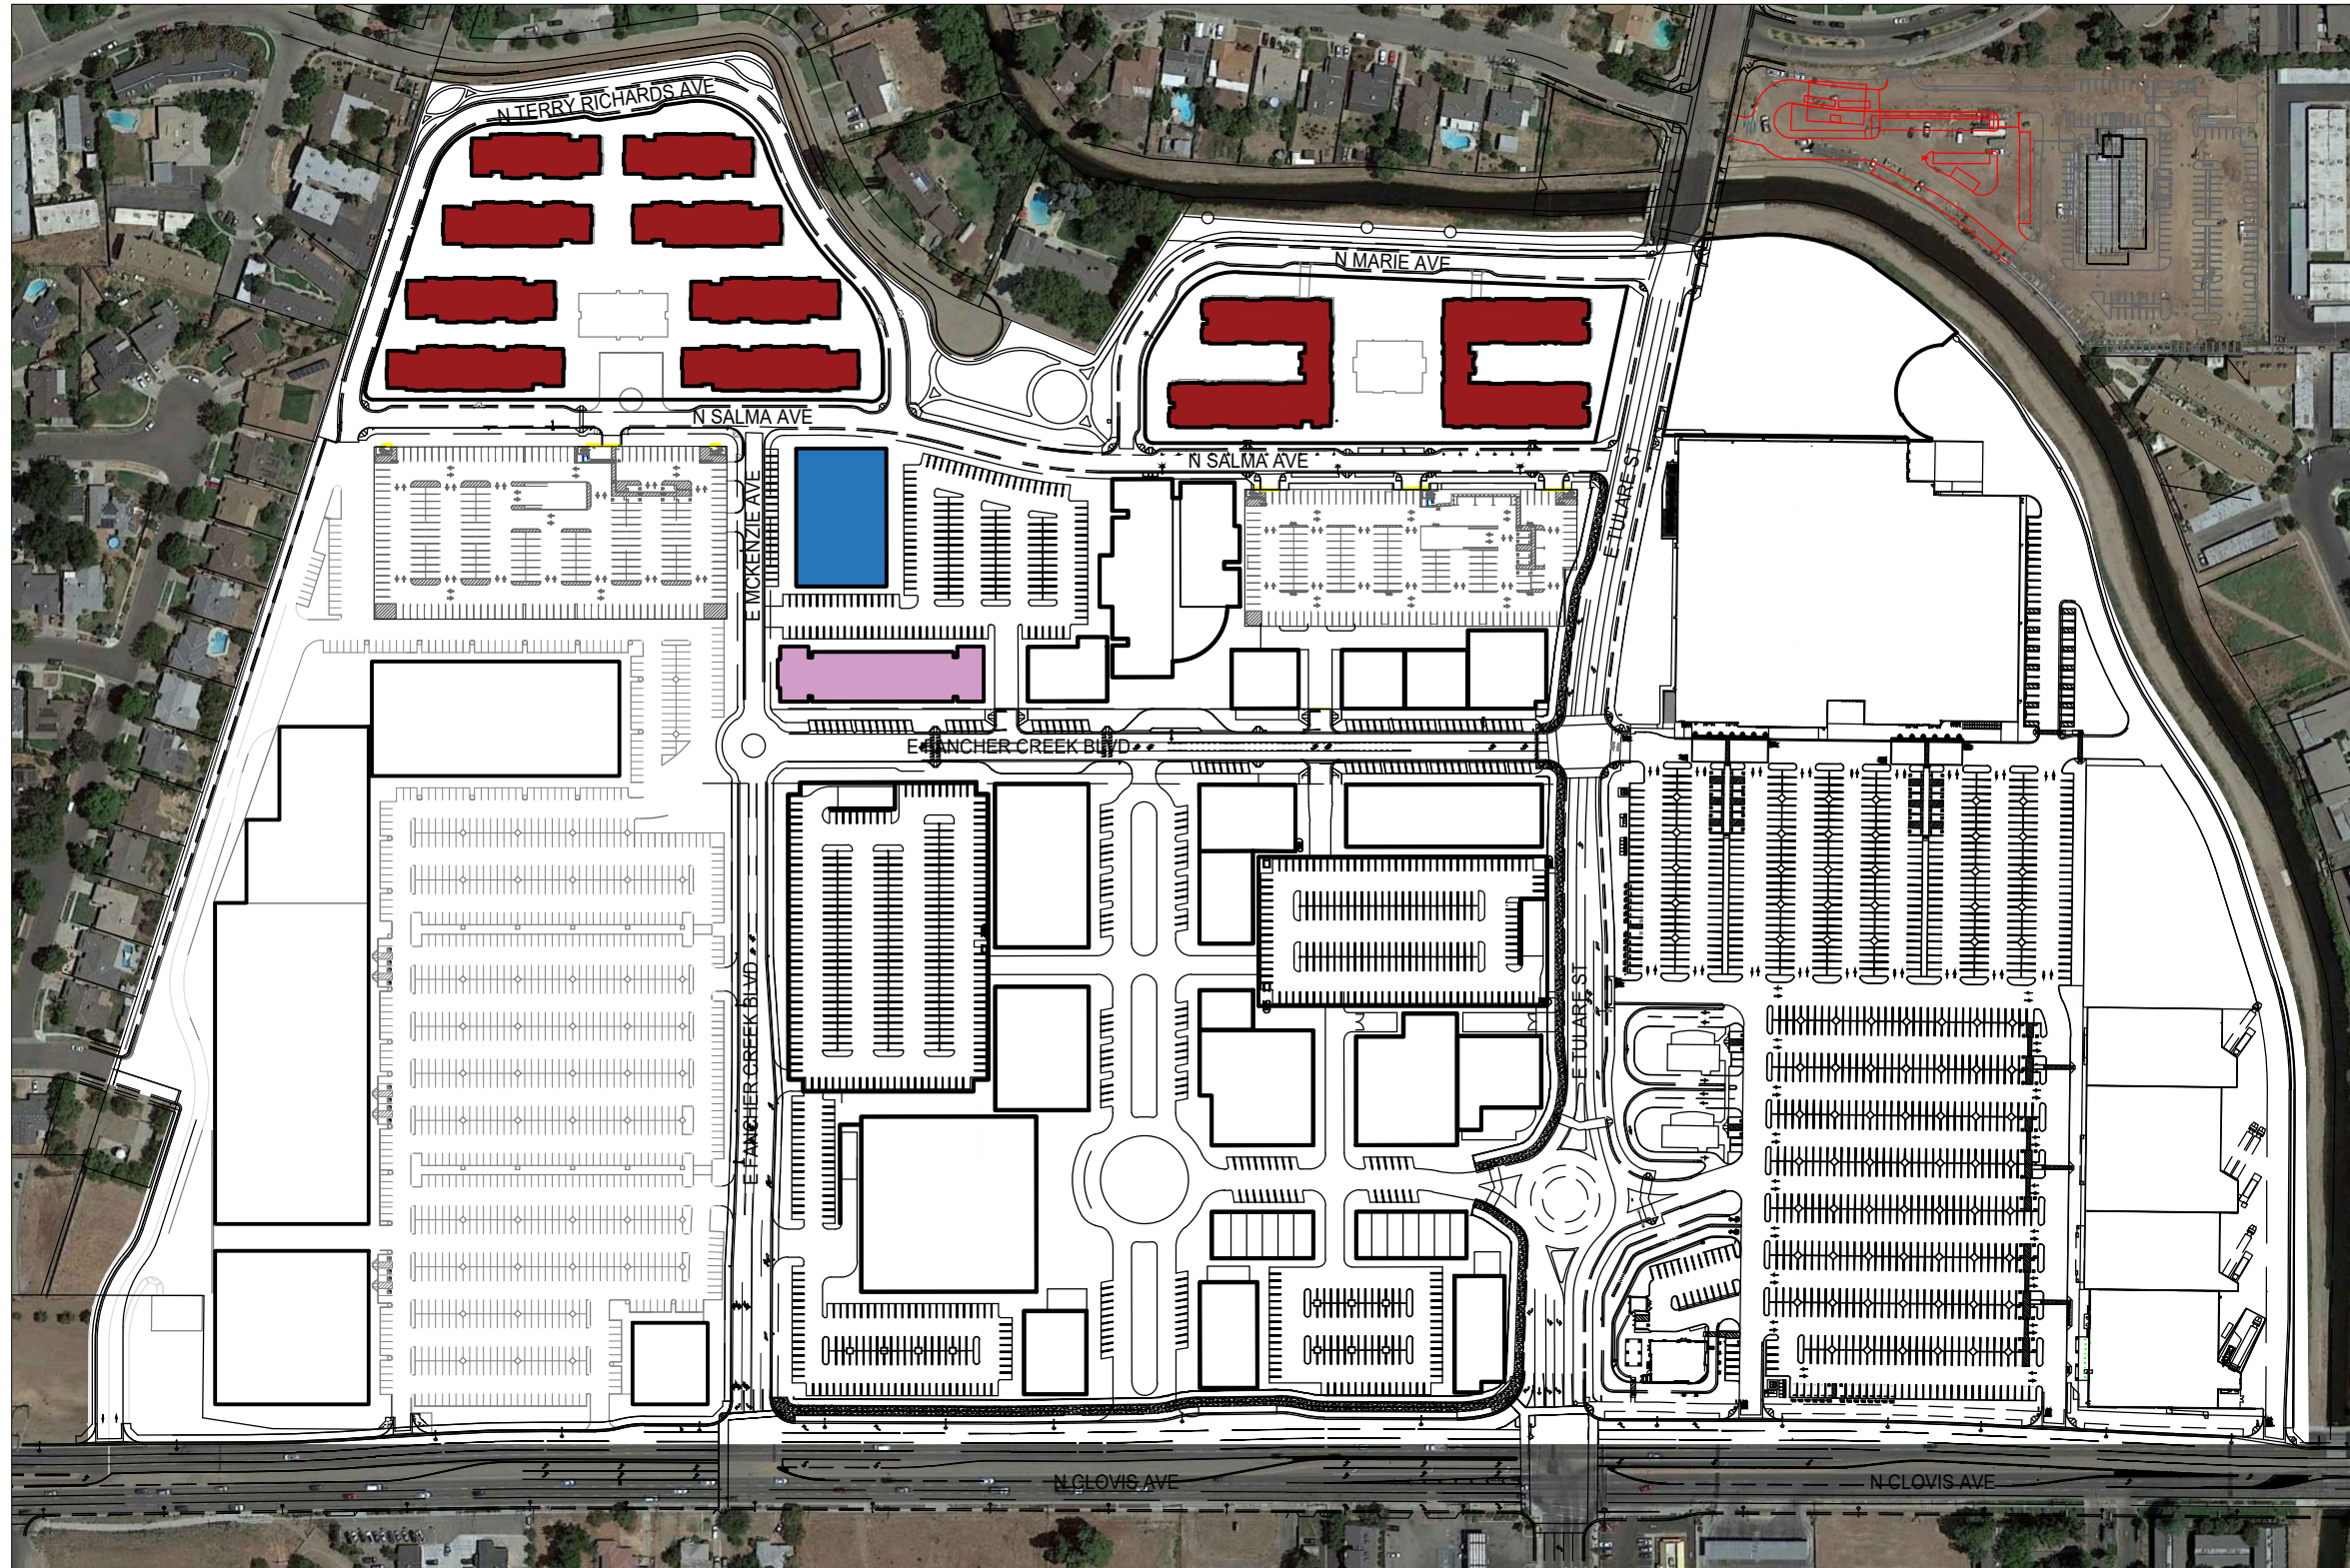 N TERRY RICHARDS AVE
N MARIE AVE
N SALMA AVE
N SALMA AVE
E MCKENZIE AVE
E TULARE ST
E FANCHER CREEK BLVD
E FANCHER CREEK BLVD
E TULARE ST
N CLOVIS AVE
N CLOVIS AVE